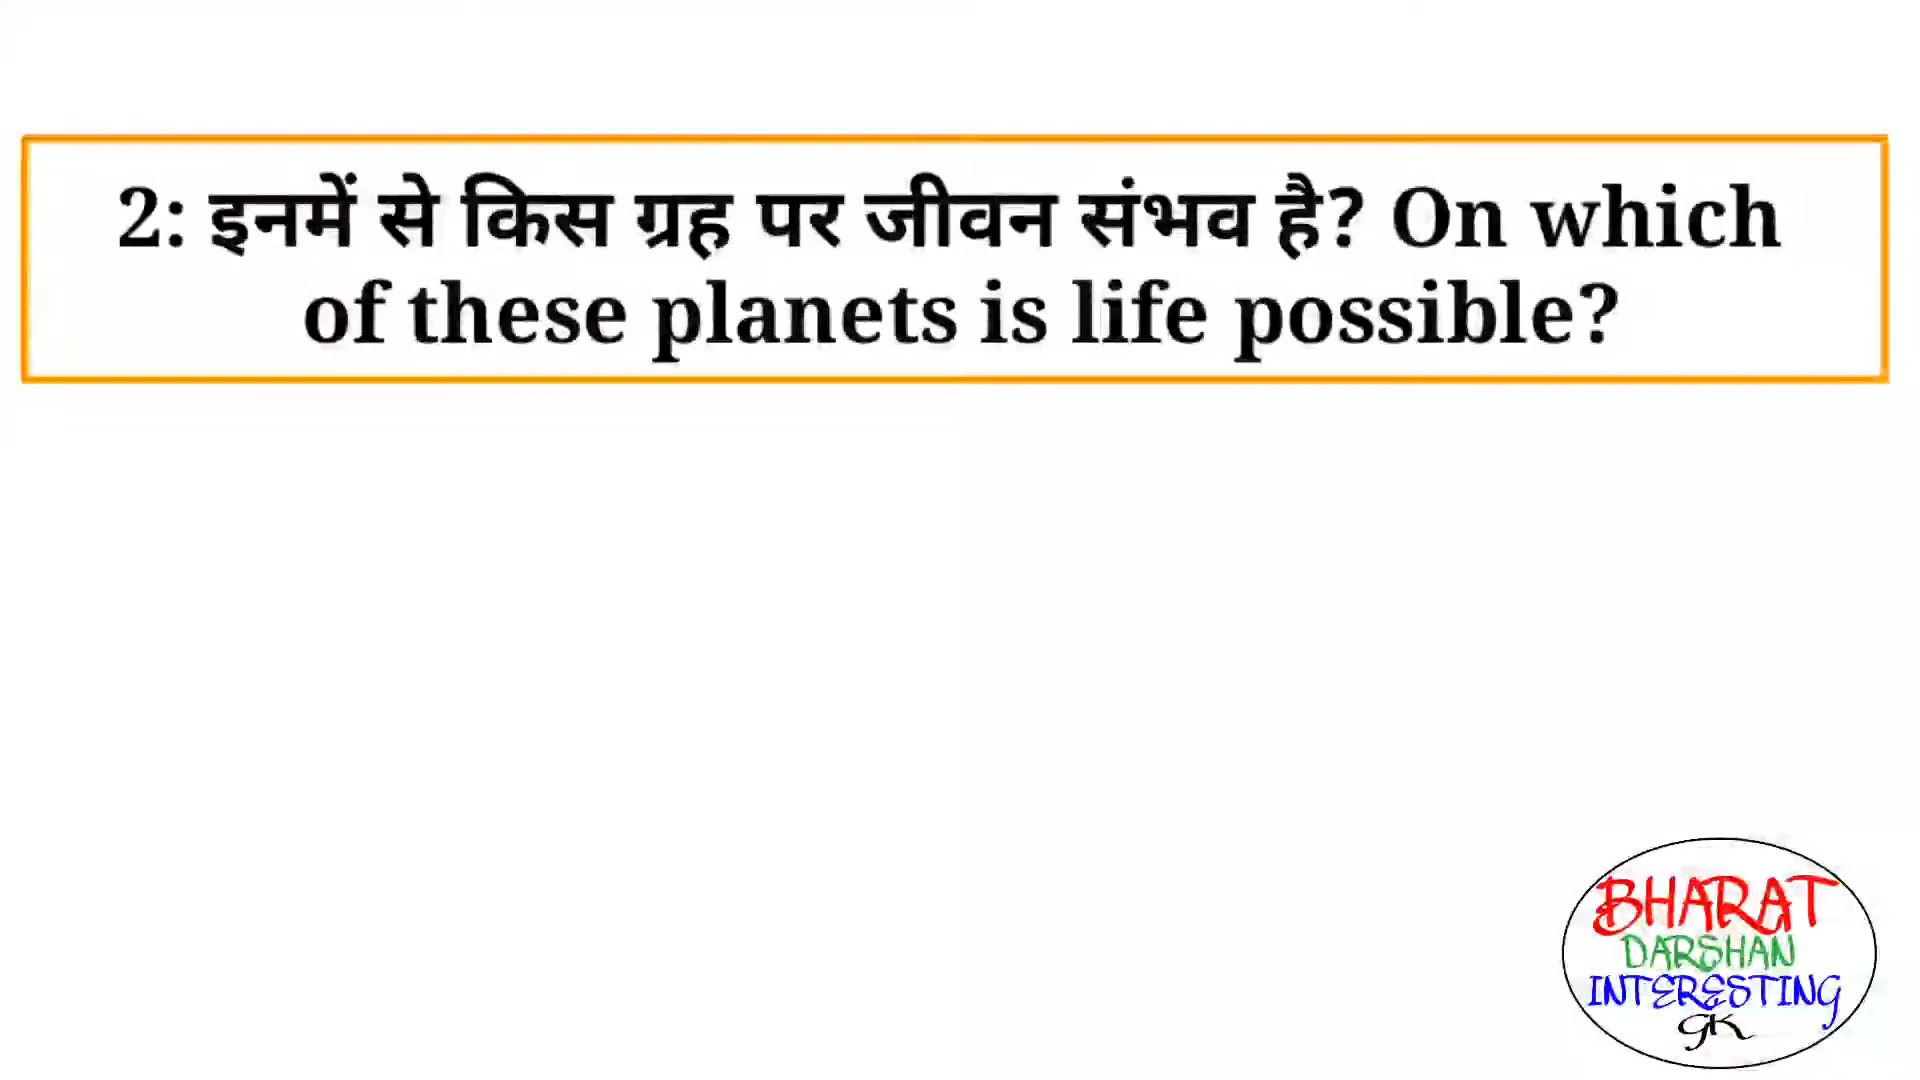 2: इनमें से किस ग्रह पर जीवन संभव है? On which
of these planets is life possible?
BHARAT
DARSHAN
INTERESTING
GK